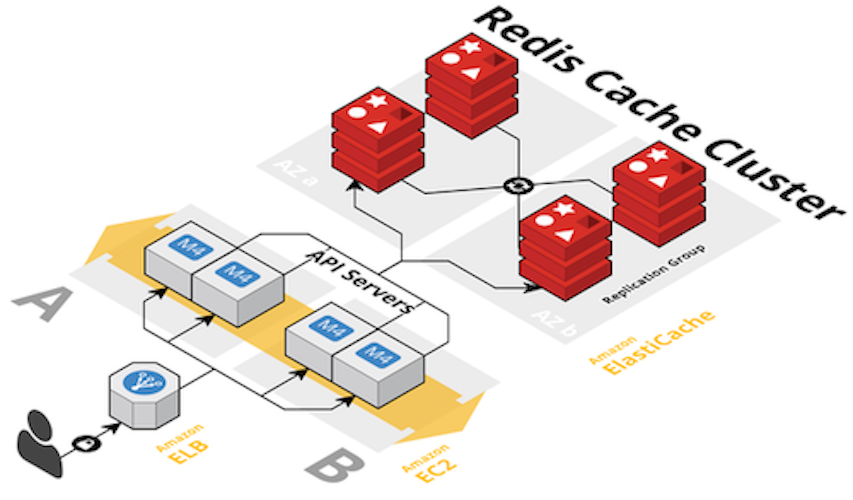 Redis Cache Cluster
AZ a
M4
M4
API Servers
M4
M4
Replication Group
AZ b
Amazon
ElastiCache
A
B
Amazon
ELB
Amazon
EC2